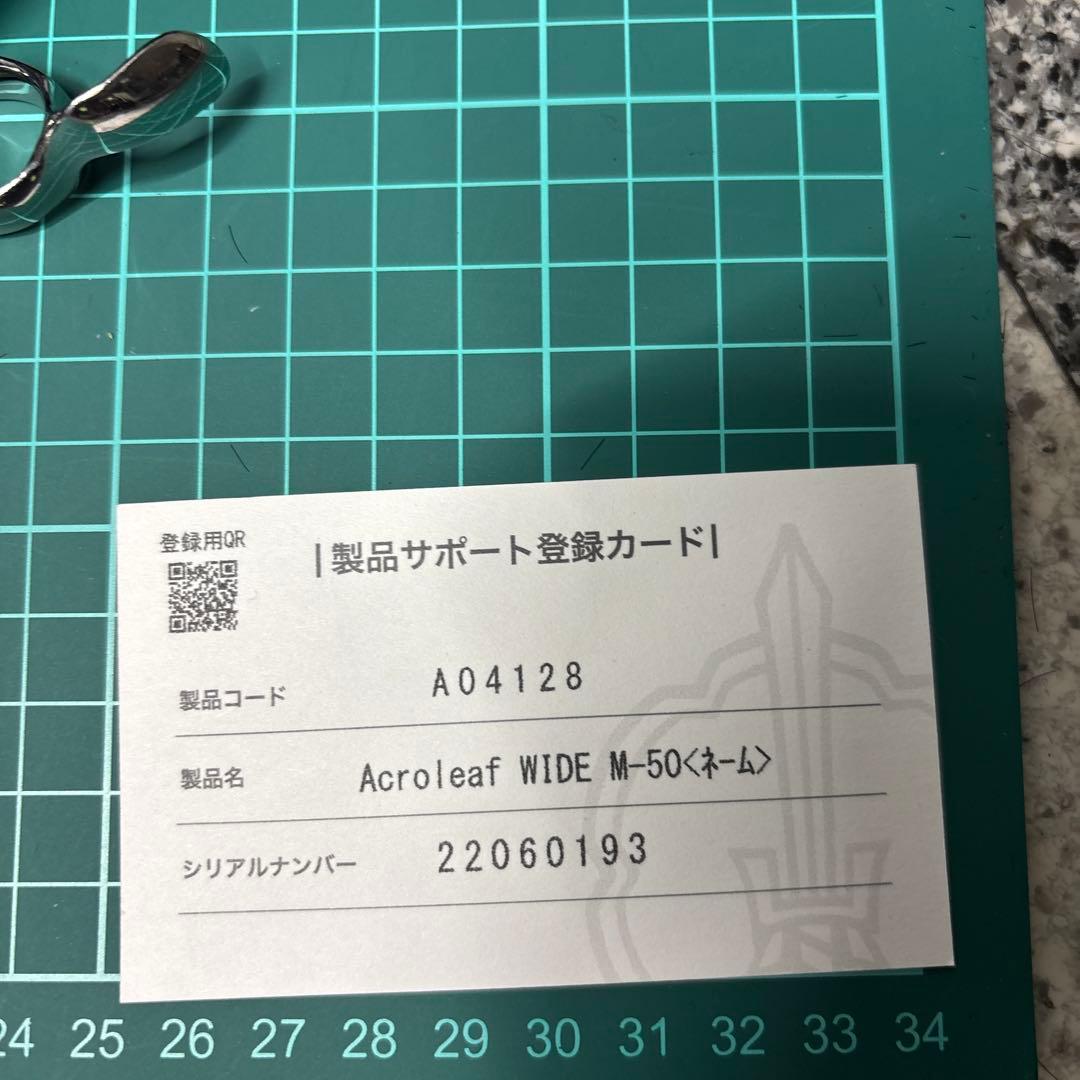 登録用QR
|製品サポート登録カード|
製品コード A04128
製品名 Acroleaf WIDE M-50<ﾈｰﾑ>
シリアルナンバー 22060193
24 25 26 27 28 29 30 31 32 33 34